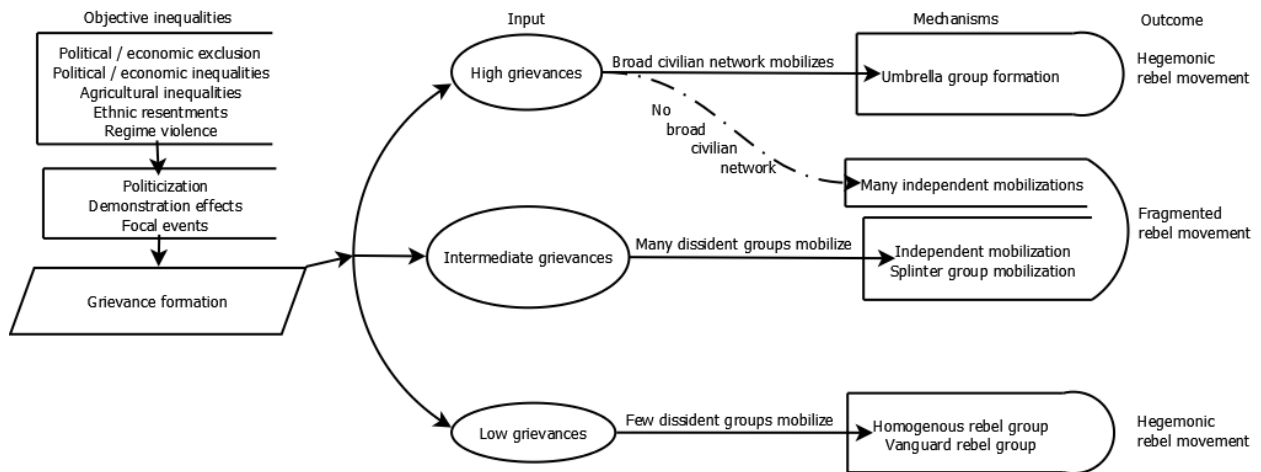 Objective inequalities
Input
Mechanisms
Outcome
Political / economic exclusion
Political / economic inequalities
Agricultural inequalities
Ethnic resentments
Regime violence
Politicization
Demonstration effects
Focal events
Grievance formation
High grievances
Broad civilian network mobilizes
Umbrella group formation
Hegemonic
rebel movement
No
broad
civilian
network
Many independent mobilizations
Intermediate grievances
Many dissident groups mobilize
Independent mobilization
Splinter group mobilization
Fragmented
rebel movement
Low grievances
Few dissident groups mobilize
Homogenous rebel group
Vanguard rebel group
Hegemonic
rebel movement